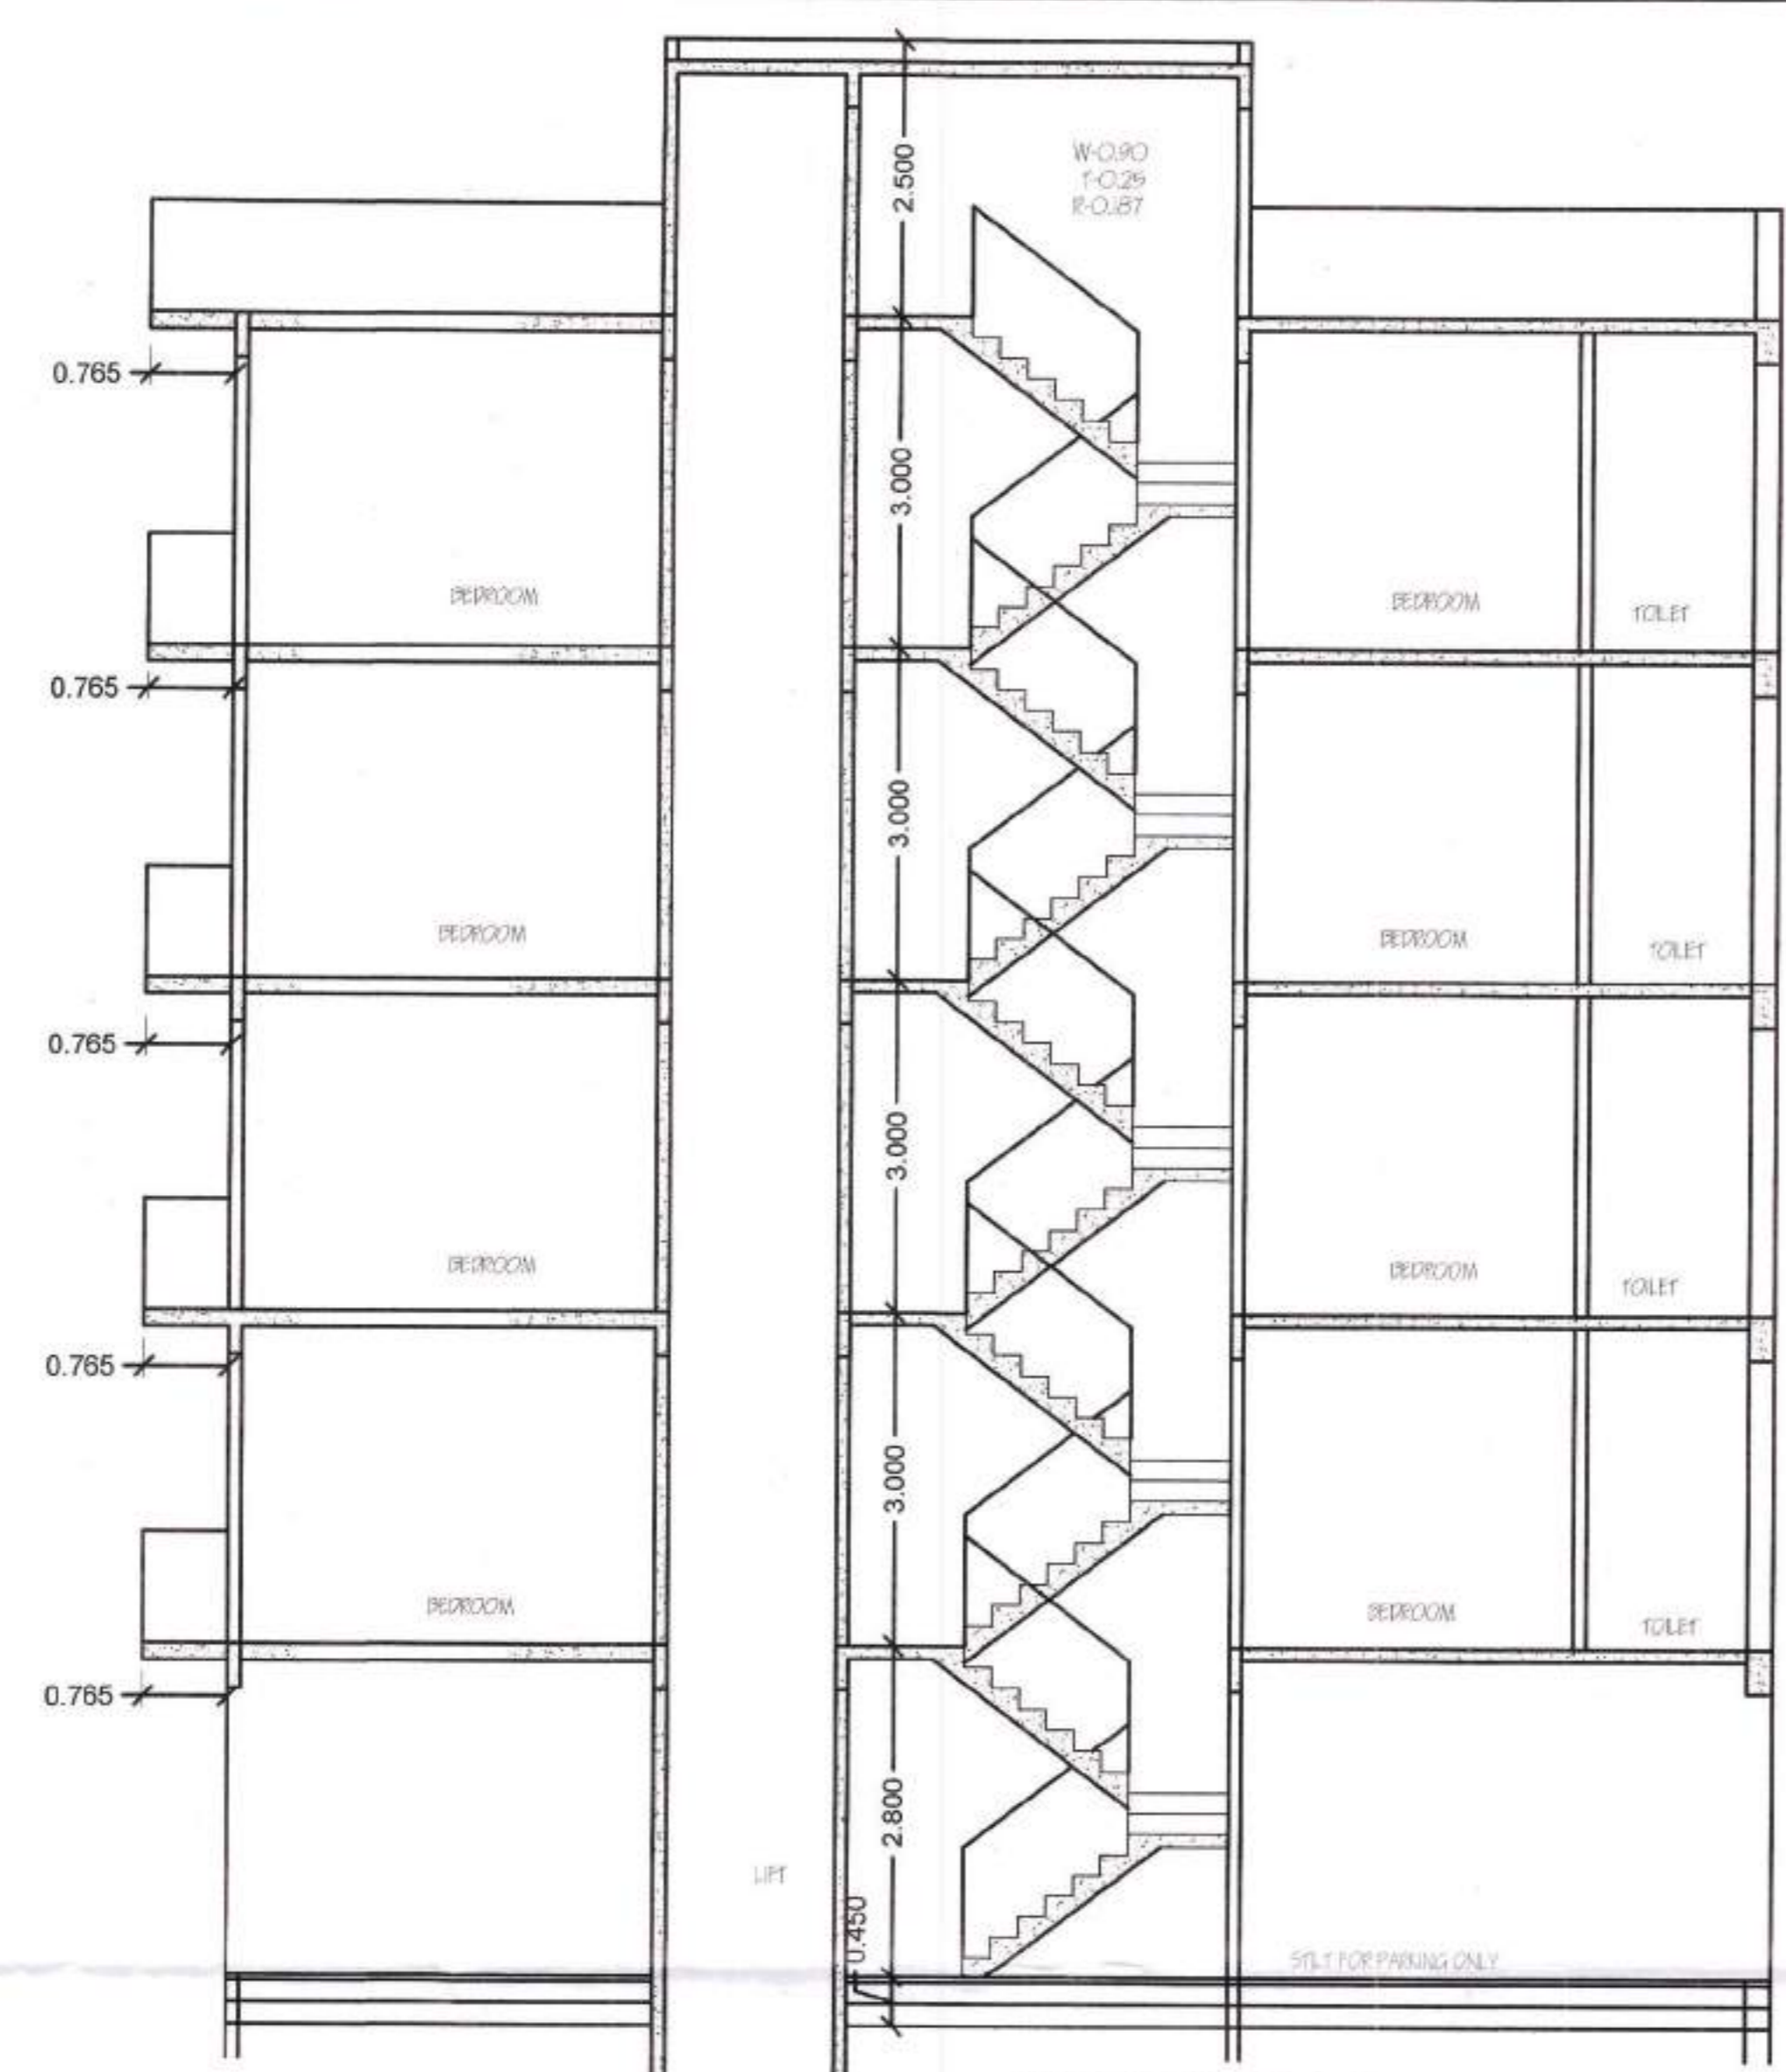 2.500
W-0.90
T-0.25
R-0.187
0.765
3.000
BEDROOM
BEDROOM
TOILET
0.765
3.000
BEDROOM
BEDROOM
TOILET
0.765
3.000
BEDROOM
BEDROOM
TOILET
0.765
3.000
BEDROOM
BEDROOM
TOILET
0.765
2.800
LIFT
0.450
STILT FOR PARKING ONLY